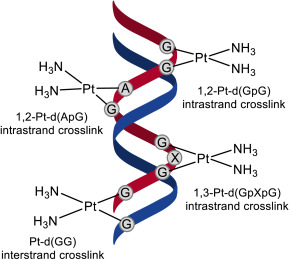 G
G
Pt
NH₃
NH₃
1,2-Pt-d(GpG)
intrastrand crosslink
H₃N
H₃N
Pt
A
G
1,2-Pt-d(ApG)
intrastrand crosslink
G
X
G
Pt
NH₃
NH₃
1,3-Pt-d(GpXpG)
intrastrand crosslink
H₃N
H₃N
Pt
G
G
Pt-d(GG)
interstrand crosslink